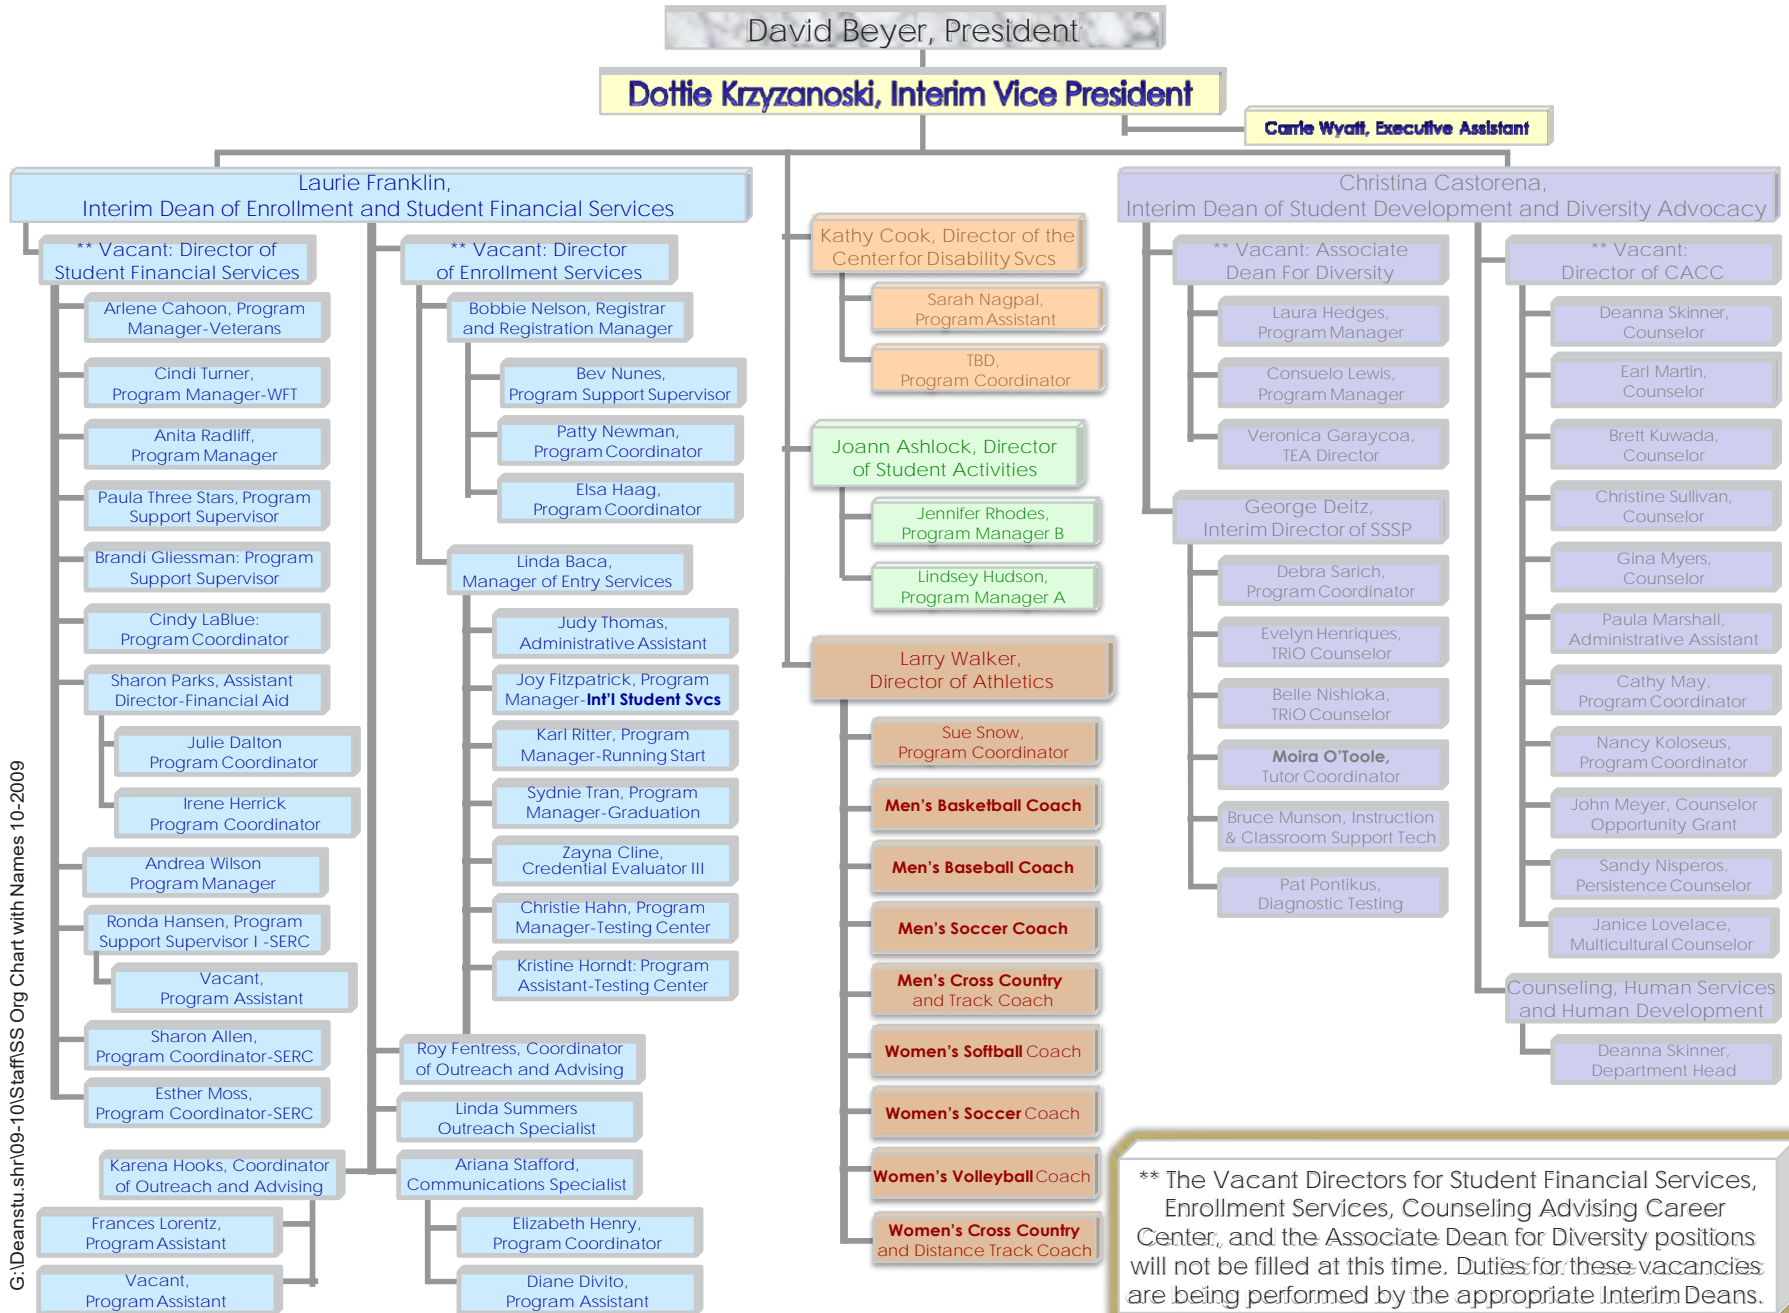 David Beyer, President
Dottie Krzyzanoski, Interim Vice President
Carrie Wyatt, Executive Assistant
Laurie Franklin,
Interim Dean of Enrollment and Student Financial Services
** Vacant: Director of
Student Financial Services
Arlene Cahoon, Program
Manager-Veterans
Cindi Turner,
Program Manager-WFT
Anita Radliff,
Program Manager
Paula Three Stars, Program
Support Supervisor
Brandi Gliessman: Program
Support Supervisor
Cindy LaBlue:
Program Coordinator
Sharon Parks, Assistant
Director-Financial Aid
Julie Dalton
Program Coordinator
Irene Herrick
Program Coordinator
Andrea Wilson
Program Manager
Ronda Hansen, Program
Support Supervisor I -SERC
Vacant,
Program Assistant
Sharon Allen,
Program Coordinator-SERC
Esther Moss,
Program Coordinator-SERC
** Vacant: Director
of Enrollment Services
Bobbie Nelson, Registrar
and Registration Manager
Bev Nunes,
Program Support Supervisor
Patty Newman,
Program Coordinator
Elsa Haag,
Program Coordinator
Linda Baca,
Manager of Entry Services
Judy Thomas,
Administrative Assistant
Joy Fitzpatrick, Program
Manager-Int'l Student Svcs
Karl Ritter, Program
Manager-Running Start
Sydnie Tran, Program
Manager-Graduation
Zayna Cline,
Credential Evaluator III
Christie Hahn, Program
Manager-Testing Center
Kristine Horndt: Program
Assistant-Testing Center
Roy Fentress, Coordinator
of Outreach and Advising
Linda Summers
Outreach Specialist
Karena Hooks, Coordinator
of Outreach and Advising
Frances Lorentz,
Program Assistant
Vacant,
Program Assistant
Ariana Stafford,
Communications Specialist
Elizabeth Henry,
Program Coordinator
Diane Divito,
Program Assistant
Kathy Cook, Director of the
Center for Disability Svcs
Sarah Nagpal,
Program Assistant
TBD,
Program Coordinator
Joann Ashlock, Director
of Student Activities
Jennifer Rhodes,
Program Manager B
Lindsey Hudson,
Program Manager A
Larry Walker,
Director of Athletics
Sue Snow,
Program Coordinator
Men's Basketball Coach
Men's Baseball Coach
Men's Soccer Coach
Men's Cross Country
and Track Coach
Women's Softball Coach
Women's Soccer Coach
Women's Volleyball Coach
Women's Cross Country
and Distance Track Coach
Christina Castorena,
Interim Dean of Student Development and Diversity Advocacy
** Vacant: Associate
Dean For Diversity
Laura Hedges,
Program Manager
Consuelo Lewis,
Program Manager
Veronica Garaycoa,
TEA Director
George Deitz,
Interim Director of SSSP
Debra Sarich,
Program Coordinator
Evelyn Henriques,
TRiO Counselor
Belle Nishioka,
TRiO Counselor
Moira O'Toole,
Tutor Coordinator
Bruce Munson, Instruction
& Classroom Support Tech
Pat Pontikus,
Diagnostic Testing
** Vacant:
Director of CACC
Deanna Skinner,
Counselor
Earl Martin,
Counselor
Brett Kuwada,
Counselor
Christine Sullivan,
Counselor
Gina Myers,
Counselor
Paula Marshall,
Administrative Assistant
Cathy May,
Program Coordinator
Nancy Koloseus,
Program Coordinator
John Meyer, Counselor
Opportunity Grant
Sandy Nisperos,
Persistence Counselor
Janice Lovelace,
Multicultural Counselor
Counseling, Human Services
and Human Development
Deanna Skinner,
Department Head
** The Vacant Directors for Student Financial Services,
Enrollment Services, Counseling Advising Career
Center, and the Associate Dean for Diversity positions
will not be filled at this time. Duties for these vacancies
are being performed by the appropriate Interim Deans.
G:\Deanstu.shr\09-10\Staff\SS Org Chart with Names 10-2009